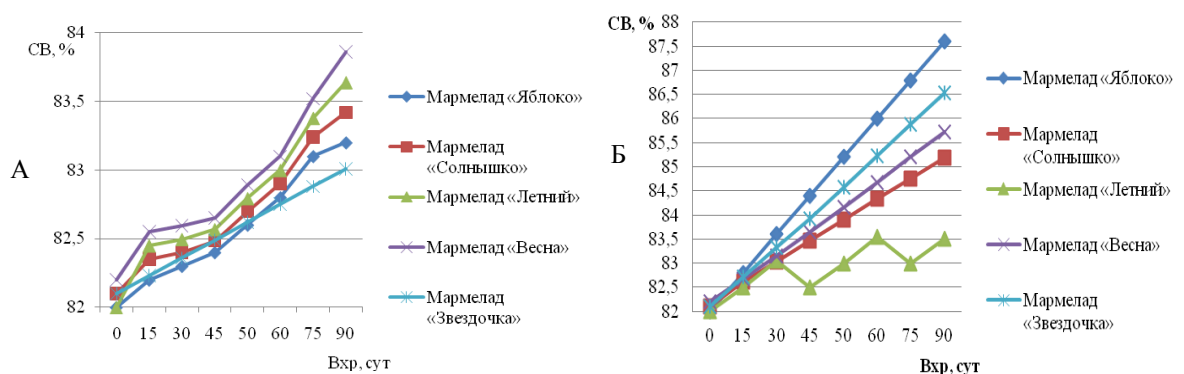 СВ, %
84
83,5
83
82,5
82
0 15 30 45 50 60 75 90
Вхр, сут
А
Мармелад «Яблоко»
Мармелад
«Солнышко»
Мармелад «Летний»
Мармелад «Весна»
Мармелад
«Звездочка»
СВ, %
88
87,5
87
86,5
86
85,5
85
84,5
84
83,5
83
82,5
82
0 15 30 45 50 60 75 90
Вхр, сут
Б
Мармелад «Яблоко»
Мармелад
«Солнышко»
Мармелад «Летний»
Мармелад «Весна»
Мармелад
«Звездочка»